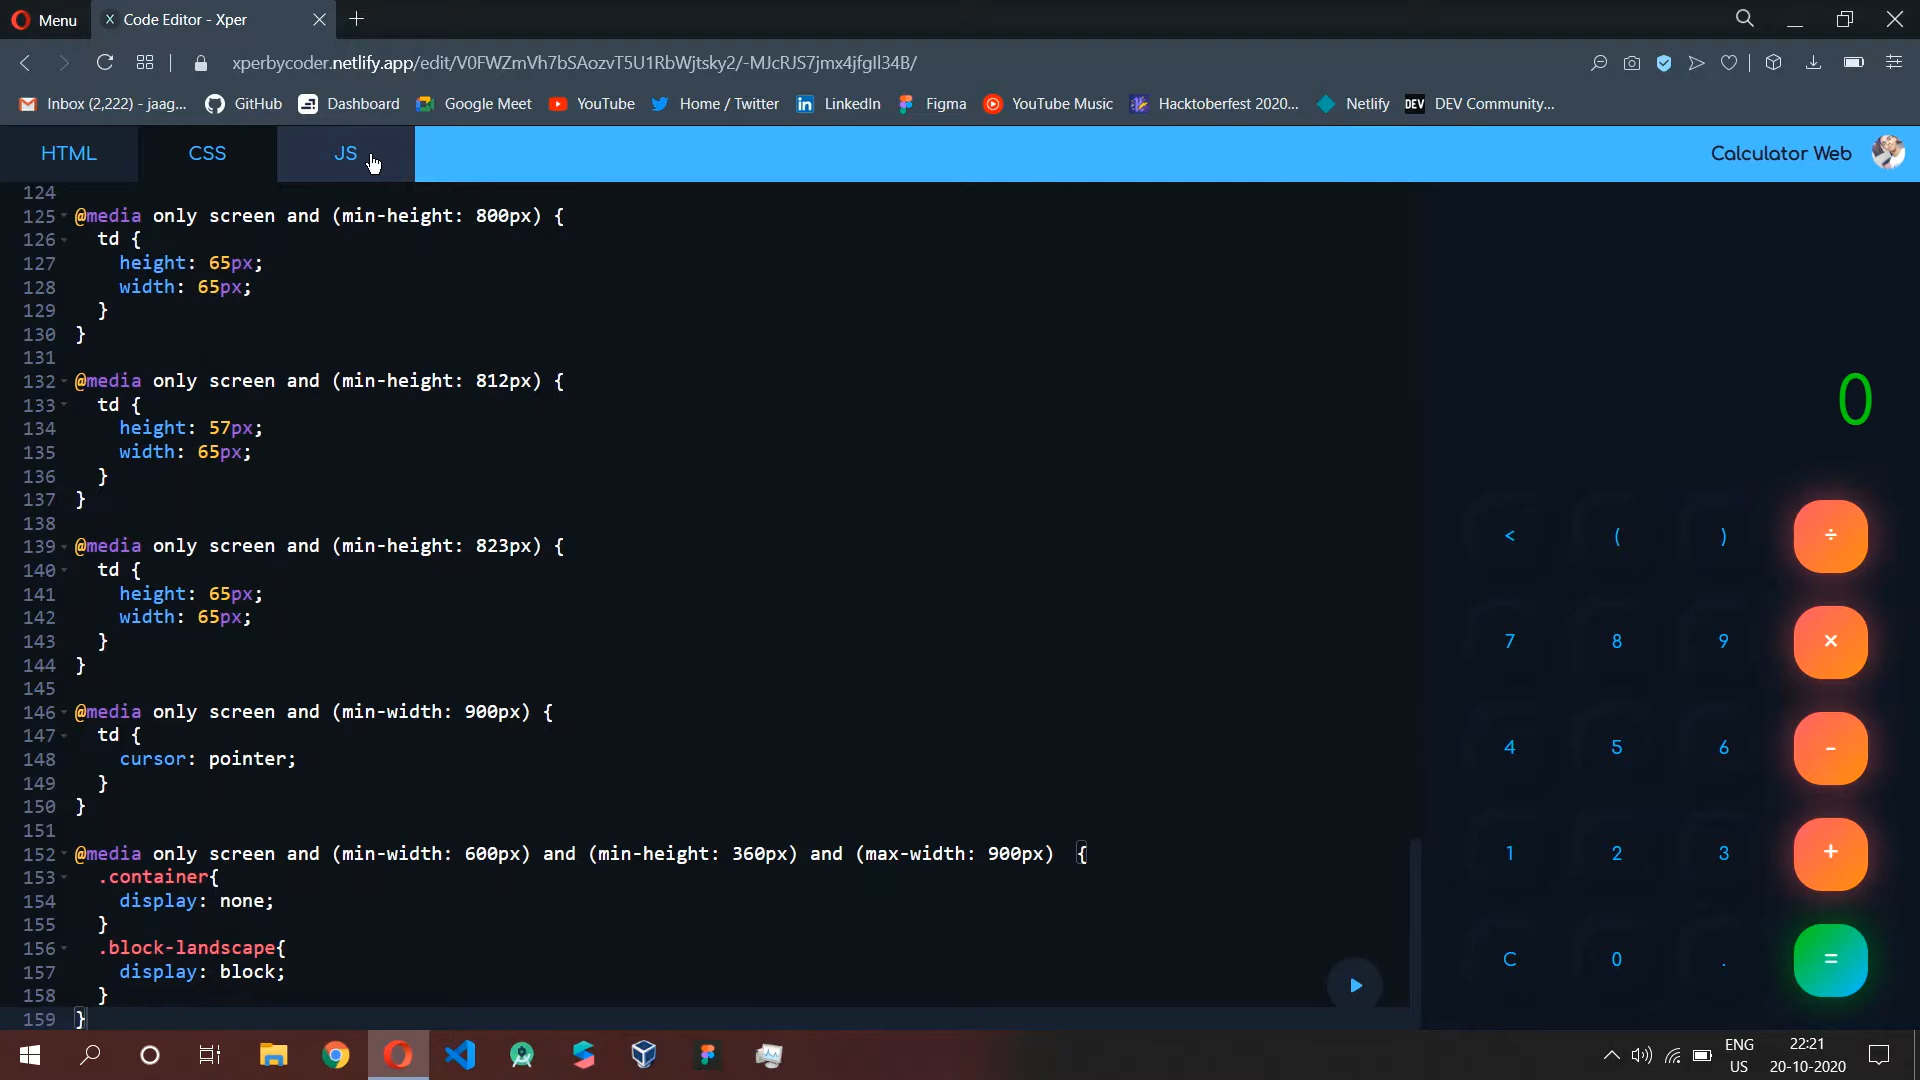 Menu
Code Editor - Xper
xperbycoder.netlify.app/edit/V0FWZmVh7bSAozvT5U1RbWjtsky2/-MJcRJS7jmx4jfgIl34B/
Inbox (2,222) - jaag...
GitHub
Dashboard
Google Meet
YouTube
Home / Twitter
LinkedIn
Figma
YouTube Music
Hacktoberfest 2020...
Netlify
DEV
DEV Community...
HTML
CSS
JS
Calculator Web
124
125 @media only screen and (min-height: 800px) {
126 td {
127 height: 65px;
128 width: 65px;
129 }
130 }
131
132 @media only screen and (min-height: 812px) {
133 td {
134 height: 57px;
135 width: 65px;
136 }
137 }
138
139 @media only screen and (min-height: 823px) {
140 td {
141 height: 65px;
142 width: 65px;
143 }
144 }
145
146 @media only screen and (min-width: 900px) {
147 td {
148 cursor: pointer;
149 }
150 }
151
152 @media only screen and (min-width: 600px) and (min-height: 360px) and (max-width: 900px) {
153 .container{
154 display: none;
155 }
156 .block-landscape{
157 display: block;
158 }
159 }
0
< ( ) ÷
7 8 9 ×
4 5 6 -
1 2 3 +
C 0 . =
ENG
US
22:21
20-10-2020